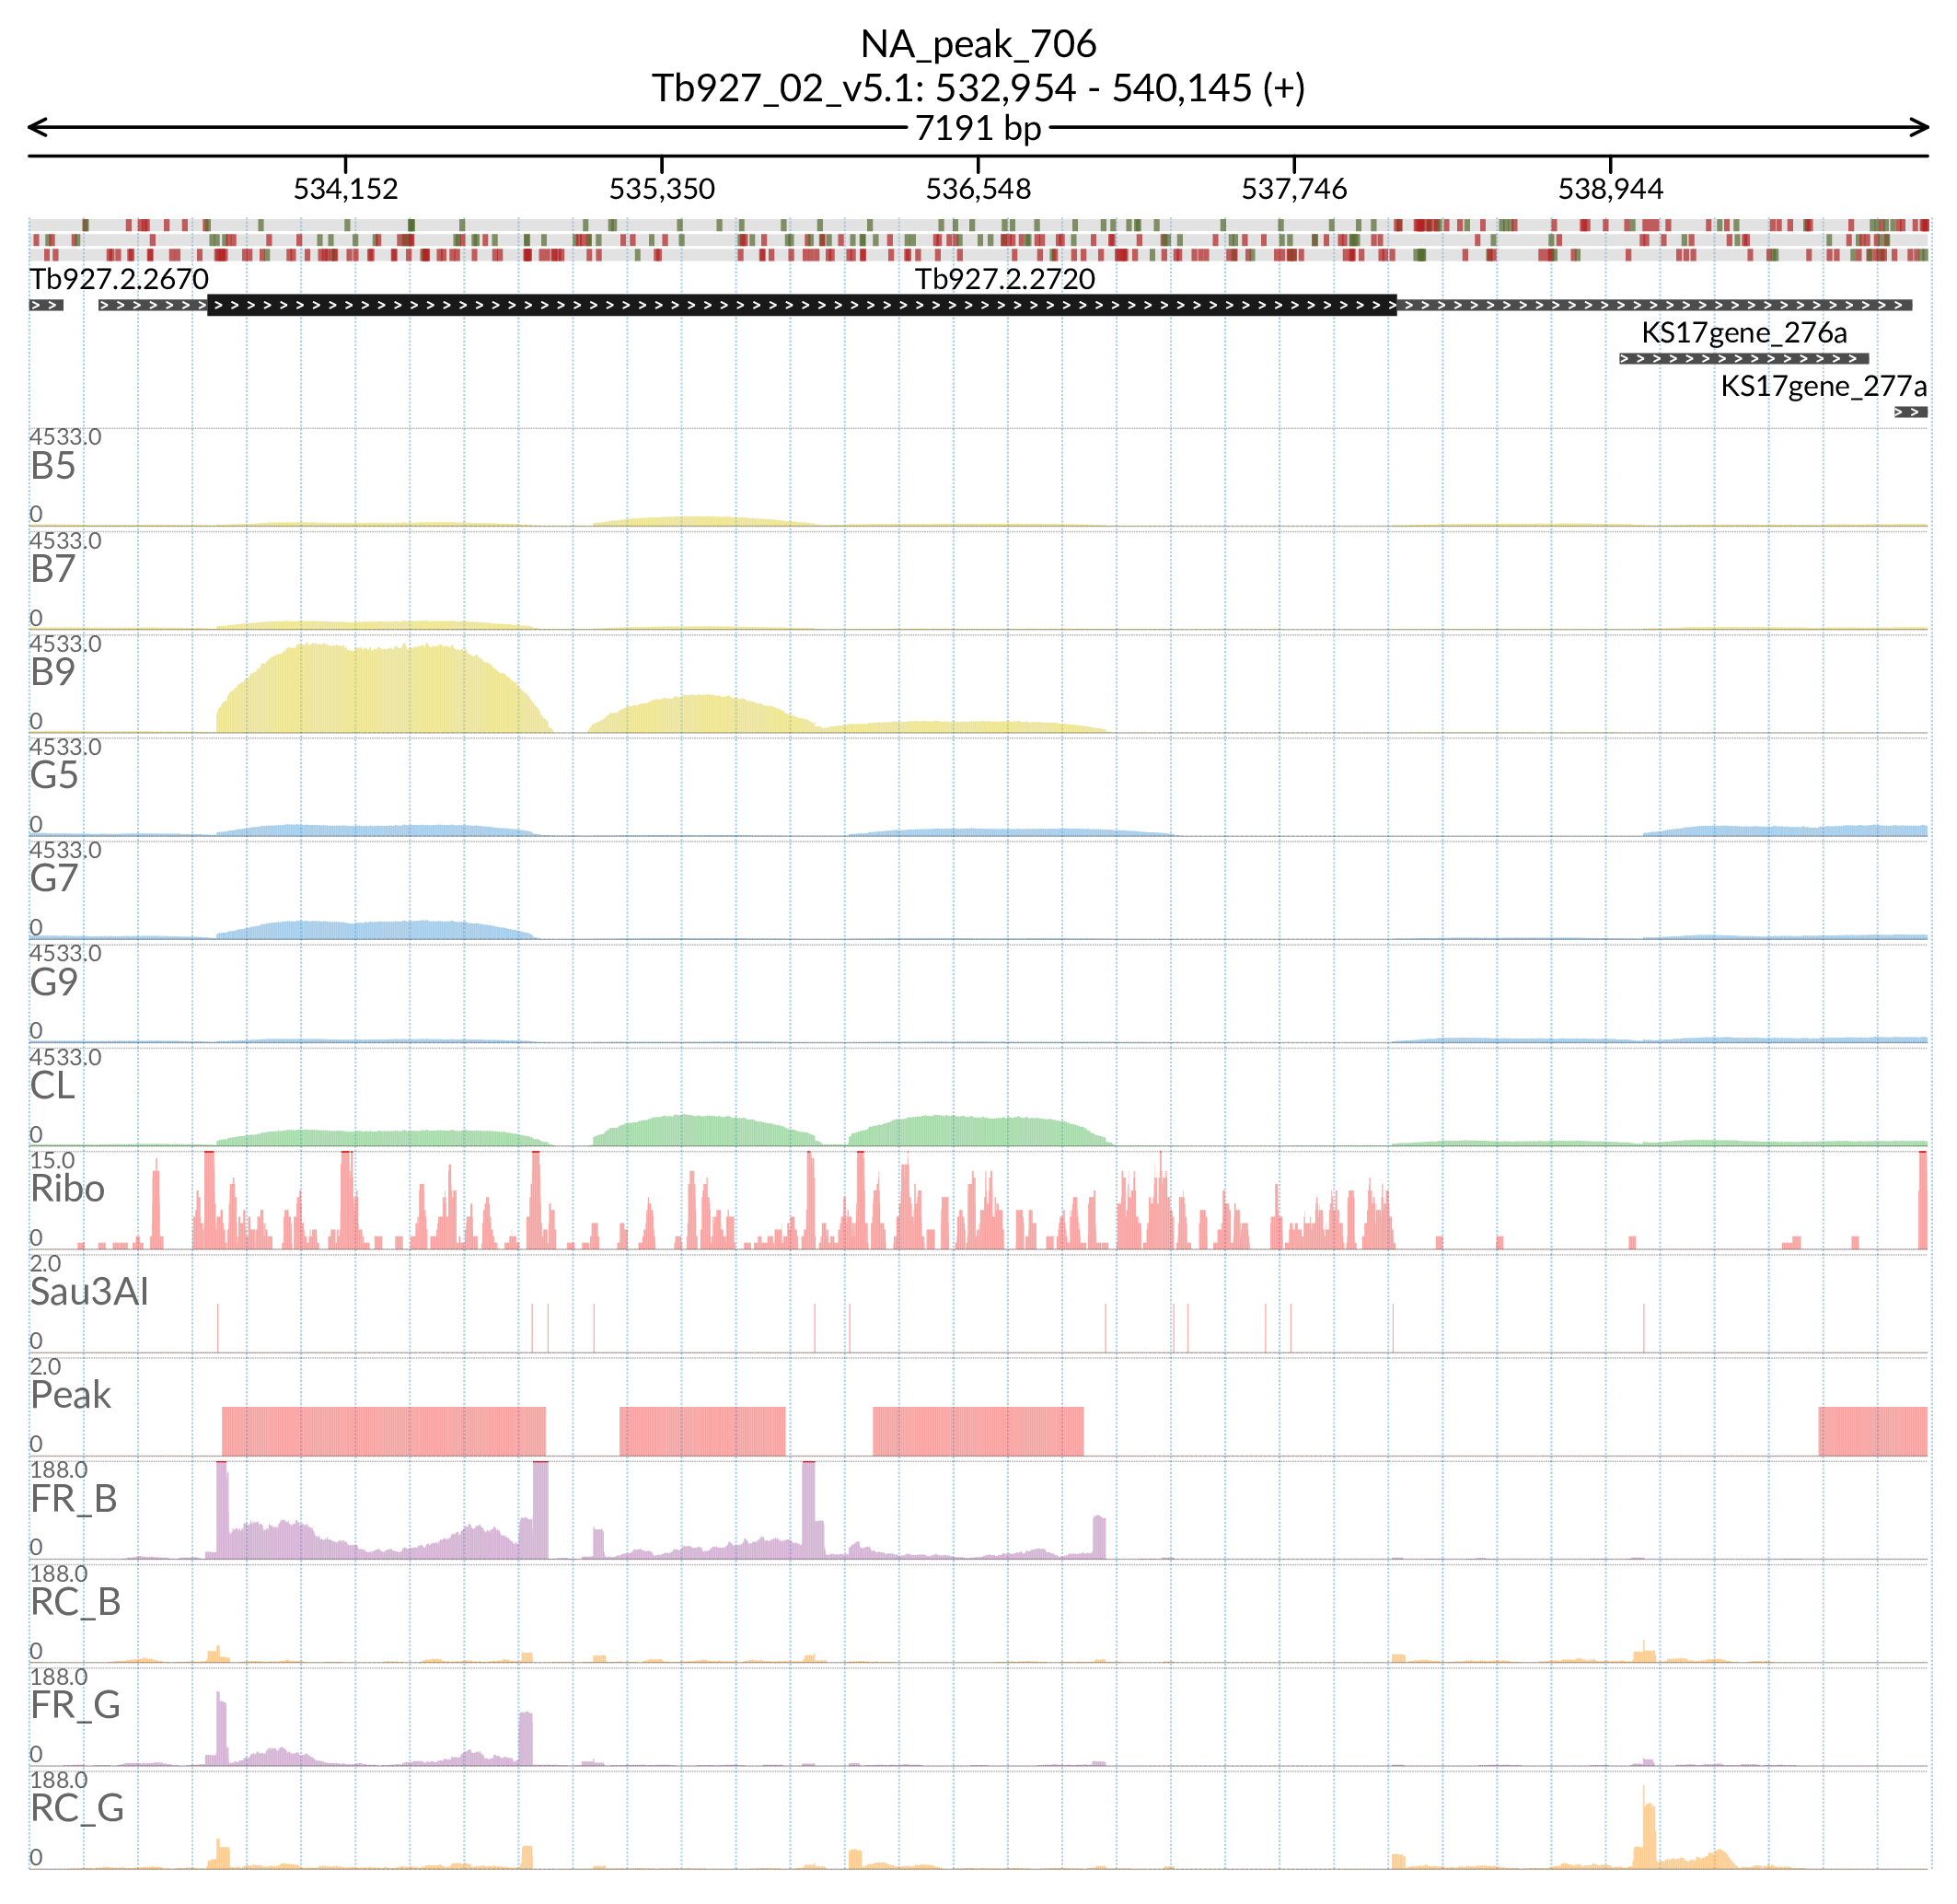 NA_peak_706
Tb927_02_v5.1: 532,954 - 540,145 (+)
7191 bp
534,152 535,350 536,548 537,746 538,944
Tb927.2.2670 Tb927.2.2720
KS17gene_276a
KS17gene_277a
4533.0
B5
0
4533.0
B7
0
4533.0
B9
0
4533.0
G5
0
4533.0
G7
0
4533.0
G9
0
4533.0
CL
0
15.0
Ribo
0
2.0
Sau3AI
0
2.0
Peak
0
188.0
FR_B
0
188.0
RC_B
0
188.0
FR_G
0
188.0
RC_G
0